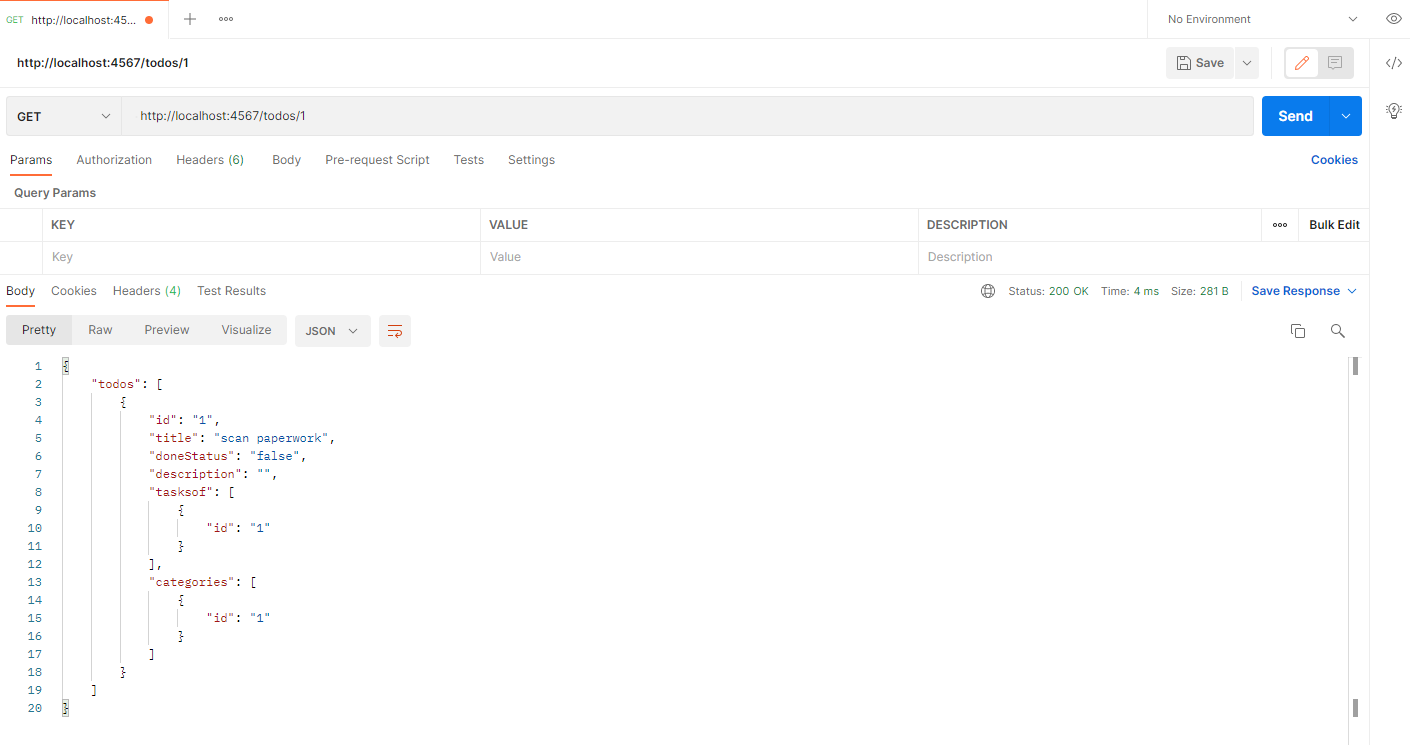 GET http://localhost:45... No Environment
http://localhost:4567/todos/1 Save
GET http://localhost:4567/todos/1 Send
Params Authorization Headers (6) Body Pre-request Script Tests Settings Cookies
Query Params
KEY VALUE DESCRIPTION Bulk Edit
Key Value Description
Body Cookies Headers (4) Test Results Status: 200 OK Time: 4 ms Size: 281 B Save Response
Pretty Raw Preview Visualize JSON
1 {
2 "todos": [
3 {
4 "id": "1",
5 "title": "scan paperwork",
6 "doneStatus": "false",
7 "description": "",
8 "tasksof": [
9 {
10 "id": "1"
11 }
12 ],
13 "categories": [
14 {
15 "id": "1"
16 }
17 ]
18 }
19 ]
20 }